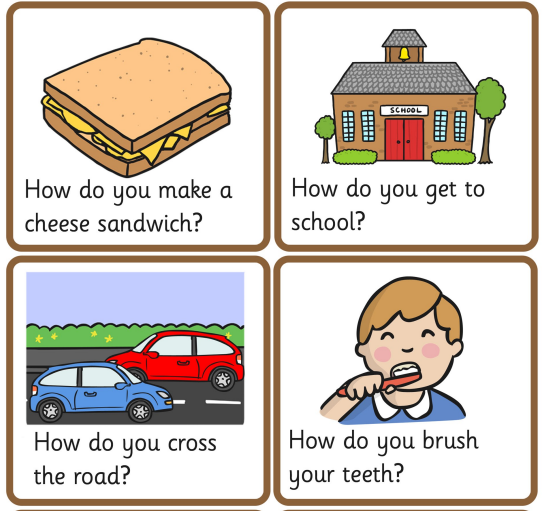 How do you make a
cheese sandwich?
SCHOOL
How do you get to
school?
How do you cross
the road?
How do you brush
your teeth?